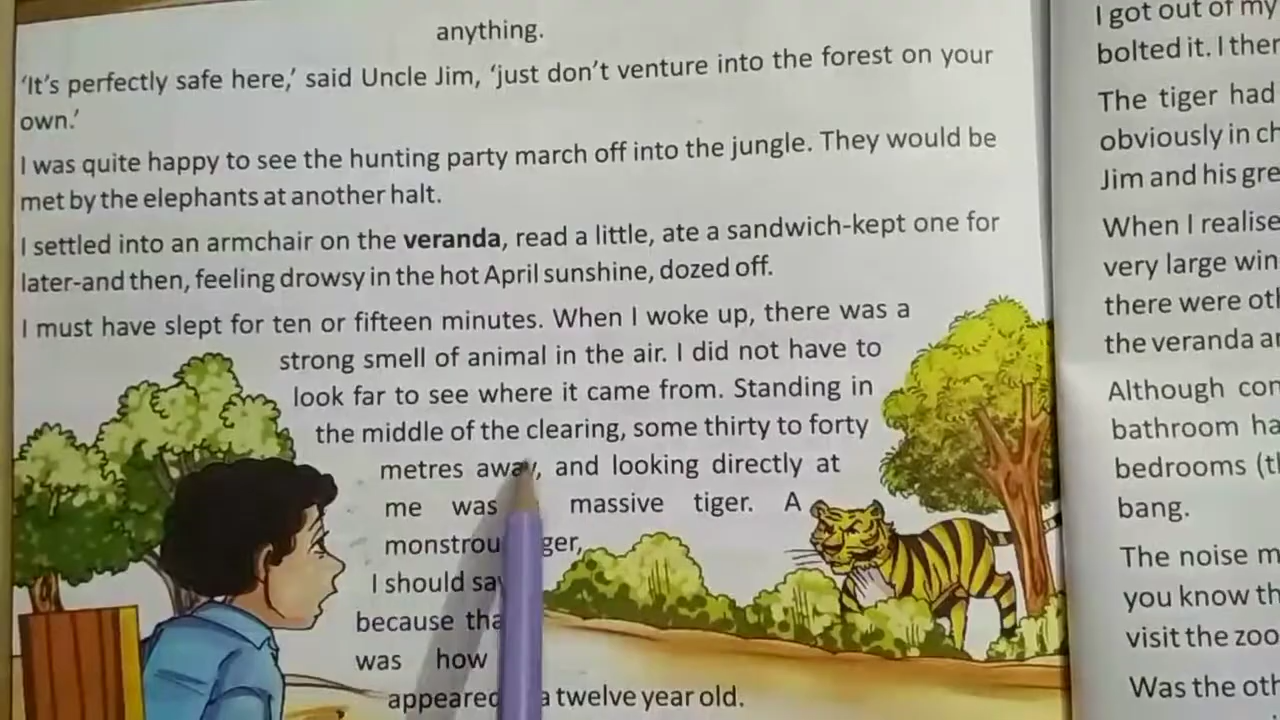 anything.
‘It’s perfectly safe here,’ said Uncle Jim, ‘just don’t venture into the forest on your
own.’
I was quite happy to see the hunting party march off into the jungle. They would be
met by the elephants at another halt.
I settled into an armchair on the veranda, read a little, ate a sandwich-kept one for
later-and then, feeling drowsy in the hot April sunshine, dozed off.
I must have slept for ten or fifteen minutes. When I woke up, there was a
strong smell of animal in the air. I did not have to
look far to see where it came from. Standing in
the middle of the clearing, some thirty to forty
metres away, and looking directly at
me was massive tiger. A
monstrou ger,
I should sa
because tha
was how
appeared a twelve year old.
I got out of my
bolted it. I ther
The tiger had
obviously in ch
Jim and his gre
When I realise
very large win
there were oth
the veranda a
Although con
bathroom ha
bedrooms (t
bang.
The noise m
you know th
visit the zoo
Was the oth